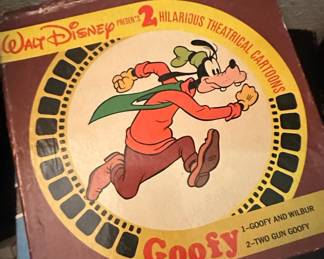 WALT DISNEY PRESENTS 2 HILARIOUS THEATRICAL CARTOONS
Goofy
1-GOOFY AND WILBUR
2-TWO GUN GOOFY